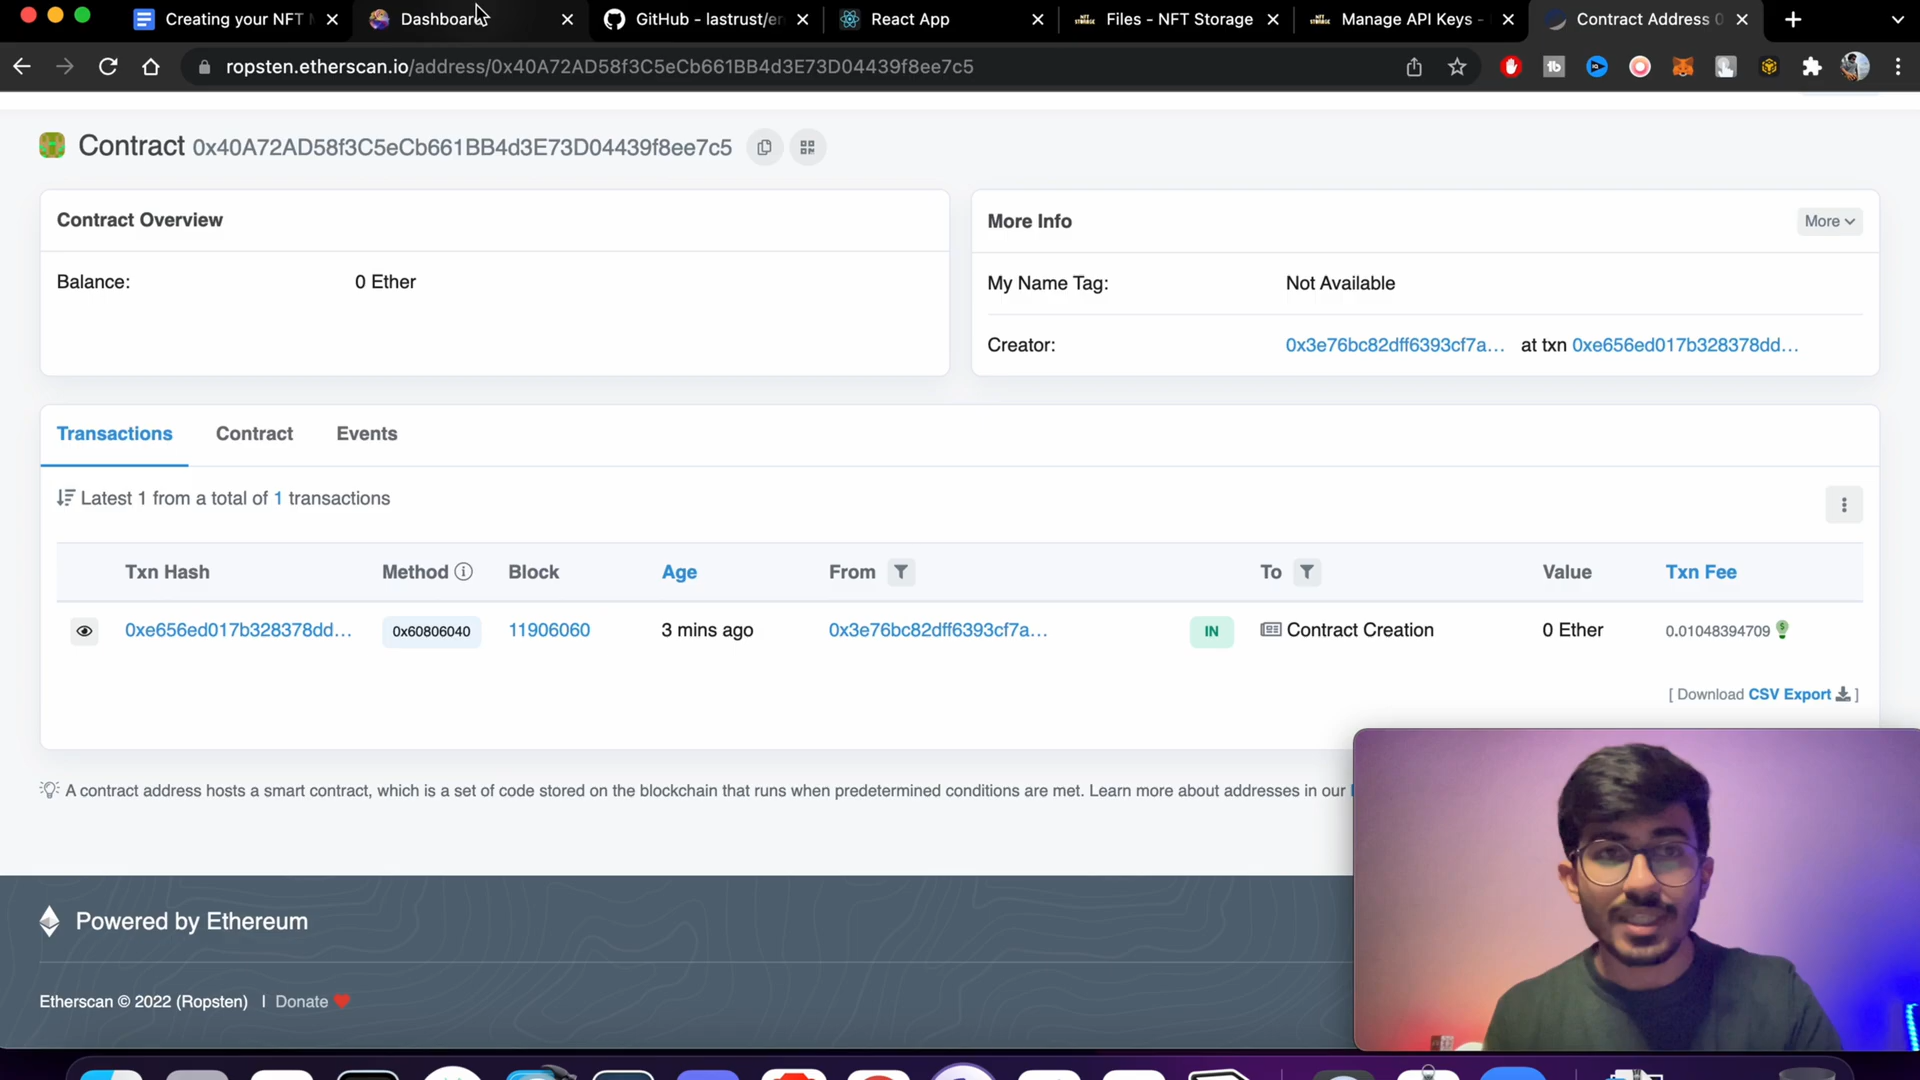 Creating your NFT M
Dashboard
GitHub - lastrust/er
React App
Files - NFT Storage
Manage API Keys -
Contract Address 0
ropsten.etherscan.io/address/0x40A72AD58f3C5eCb661BB4d3E73D04439f8ee7c5
Contract 0x40A72AD58f3C5eCb661BB4d3E73D04439f8ee7c5
Contract Overview
Balance:
0 Ether
More Info
More
My Name Tag:
Not Available
Creator:
0x3e76bc82dff6393cf7a... at txn 0xe656ed017b328378dd...
Transactions
Contract
Events
Latest 1 from a total of 1 transactions
Txn Hash
Method
Block
Age
From
To
Value
Txn Fee
0xe656ed017b328378dd...
0x60806040
11906060
3 mins ago
0x3e76bc82dff6393cf7a...
IN
Contract Creation
0 Ether
0.01048394709
[ Download CSV Export ]
A contract address hosts a smart contract, which is a set of code stored on the blockchain that runs when predetermined conditions are met. Learn more about addresses in our
Powered by Ethereum
Etherscan © 2022 (Ropsten) | Donate